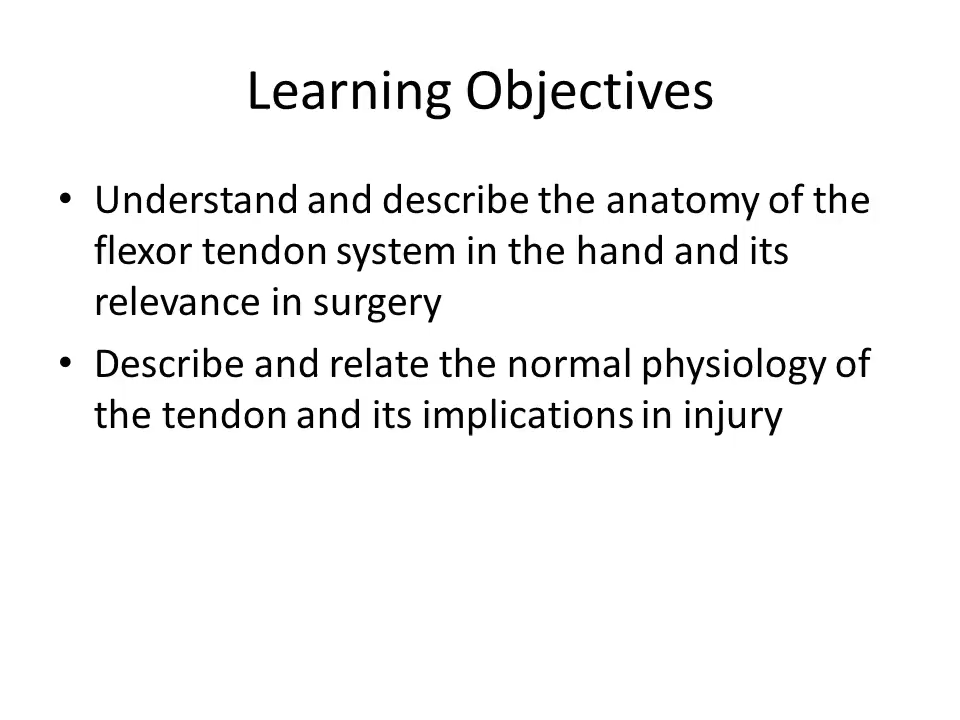 Learning Objectives
• Understand and describe the anatomy of the
flexor tendon system in the hand and its
relevance in surgery
• Describe and relate the normal physiology of
the tendon and its implications in injury